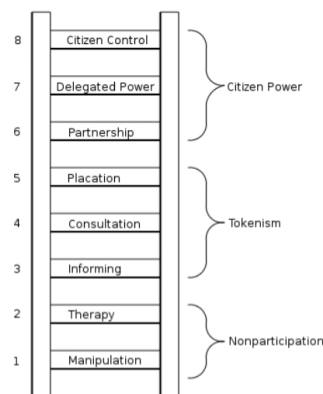 8 Citizen Control
7 Delegated Power
Citizen Power
6 Partnership
5 Placation
4 Consultation
Tokenism
3 Informing
2 Therapy
Nonparticipation
1 Manipulation